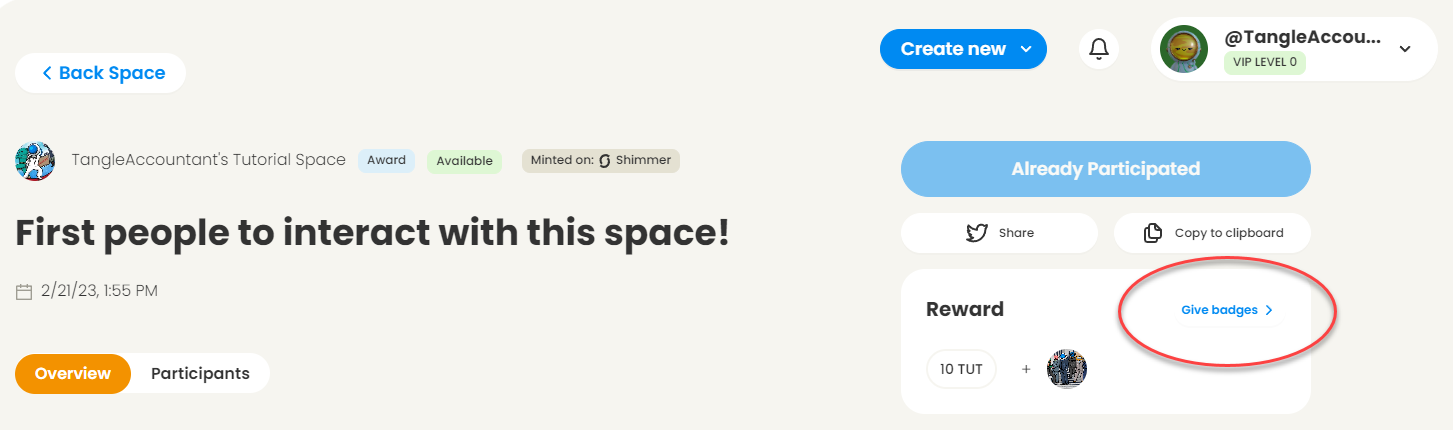 Back Space
Create new
@TangleAccou...
VIP LEVEL 0
TangleAccountant's Tutorial Space
Award
Available
Minted on: Shimmer
Already Participated
First people to interact with this space!
Share
Copy to clipboard
2/21/23, 1:55 PM
Reward
Give badges
Overview
Participants
10 TUT
+